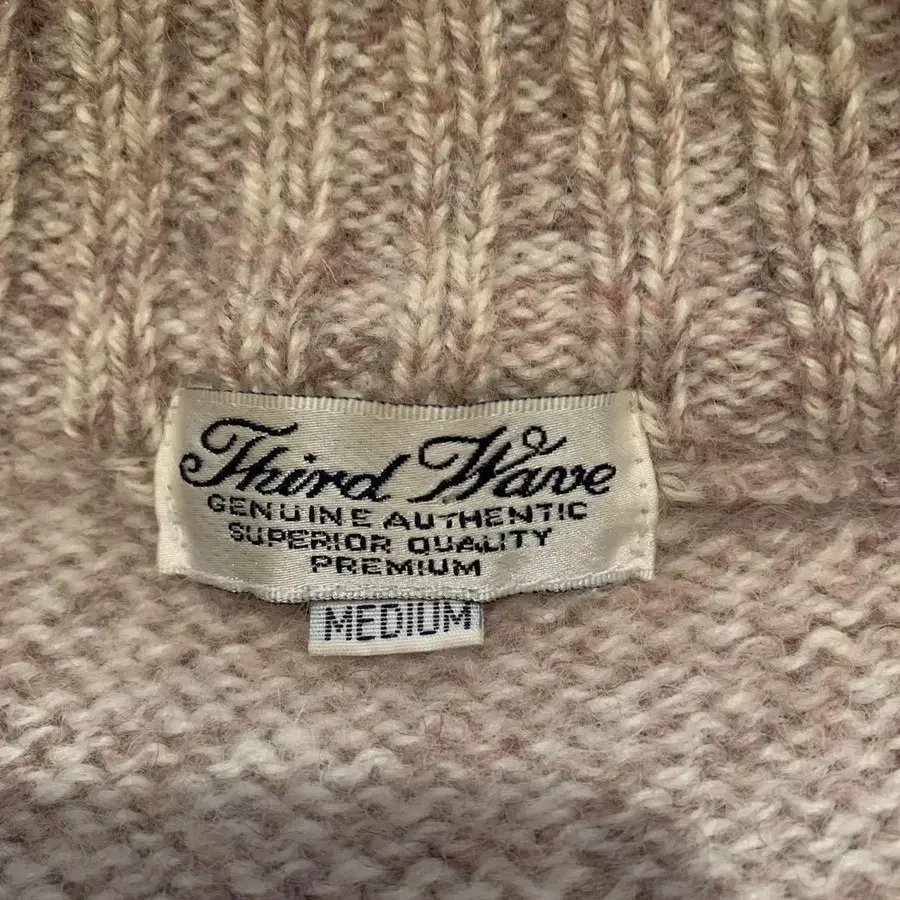 Third Wave
GENUINE AUTHENTIC
SUPERIOR QUALITY
PREMIUM
MEDIUM